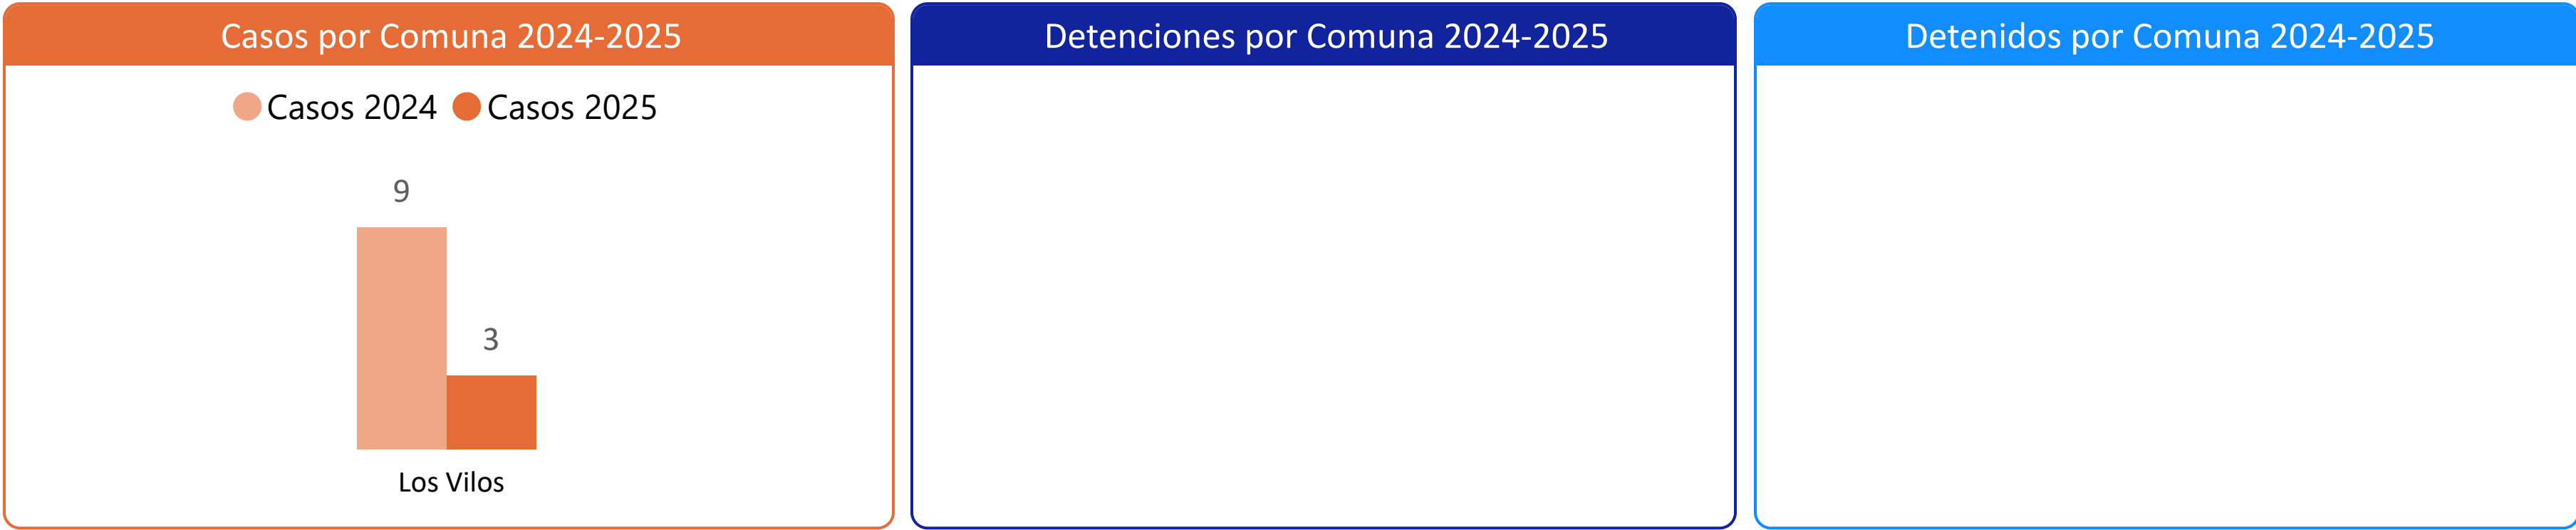 Casos por Comuna 2024-2025
Casos 2024 Casos 2025
9
3
Los Vilos
Detenciones por Comuna 2024-2025
Detenidos por Comuna 2024-2025